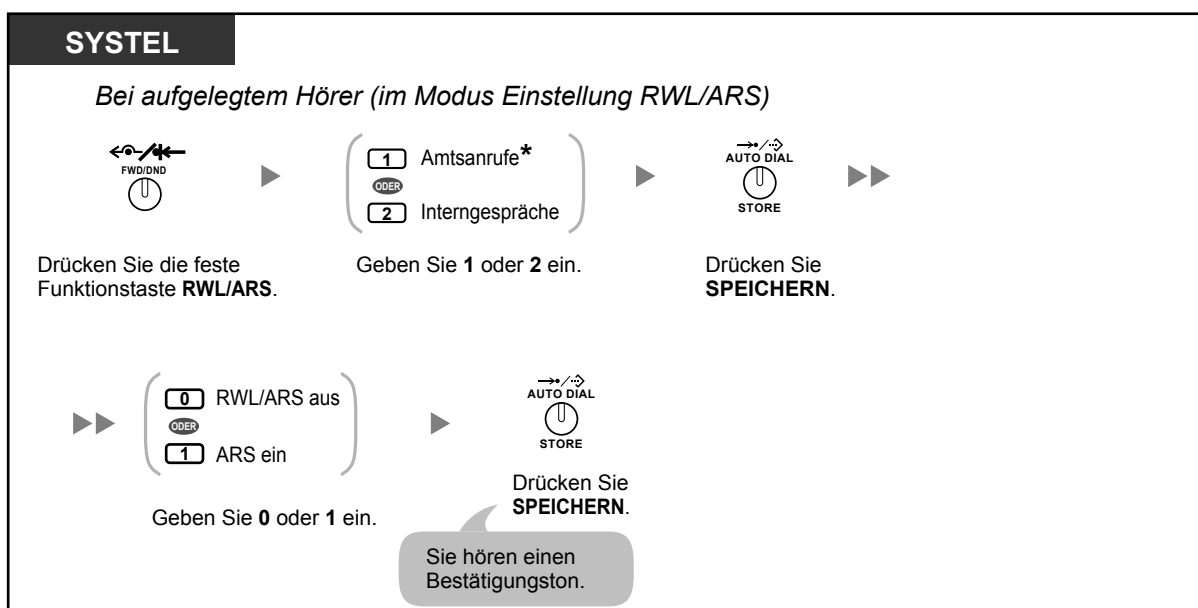 SYSTEL
Bei aufgelegtem Hörer (im Modus Einstellung RWL/ARS)
FWD/DND
1 Amtsanrufe*
ODER
2 Interngespräche
AUTO DIAL
STORE
Drücken Sie die feste
Funktionstaste RWL/ARS.
Geben Sie 1 oder 2 ein.
Drücken Sie
SPEICHERN.
0 RWL/ARS aus
ODER
1 ARS ein
AUTO DIAL
STORE
Geben Sie 0 oder 1 ein.
Drücken Sie
SPEICHERN.
Sie hören einen
Bestätigungston.